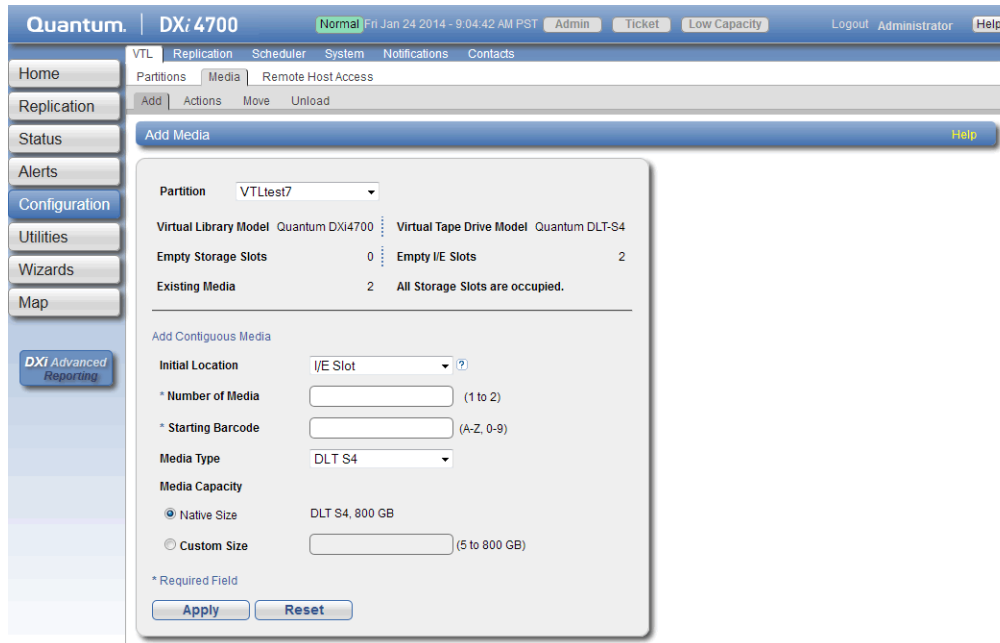 Quantum. DXi 4700 Normal Fri Jan 24 2014 - 9:04:42 AM PST Admin Ticket Low Capacity Logout Administrator Help
VTL Replication Scheduler System Notifications Contacts
Partitions Media Remote Host Access
Add Actions Move Unload
Home
Replication
Status
Alerts
Configuration
Utilities
Wizards
Map
DXi Advanced
Reporting
Add Media Help
Partition VTLtest7
Virtual Library Model Quantum DXi4700 Virtual Tape Drive Model Quantum DLT-S4
Empty Storage Slots 0 Empty I/E Slots 2
Existing Media 2 All Storage Slots are occupied.
Add Contiguous Media
Initial Location I/E Slot ?
* Number of Media (1 to 2)
* Starting Barcode (A-Z, 0-9)
Media Type DLT S4
Media Capacity
Native Size DLT S4, 800 GB
Custom Size (5 to 800 GB)
* Required Field
Apply Reset